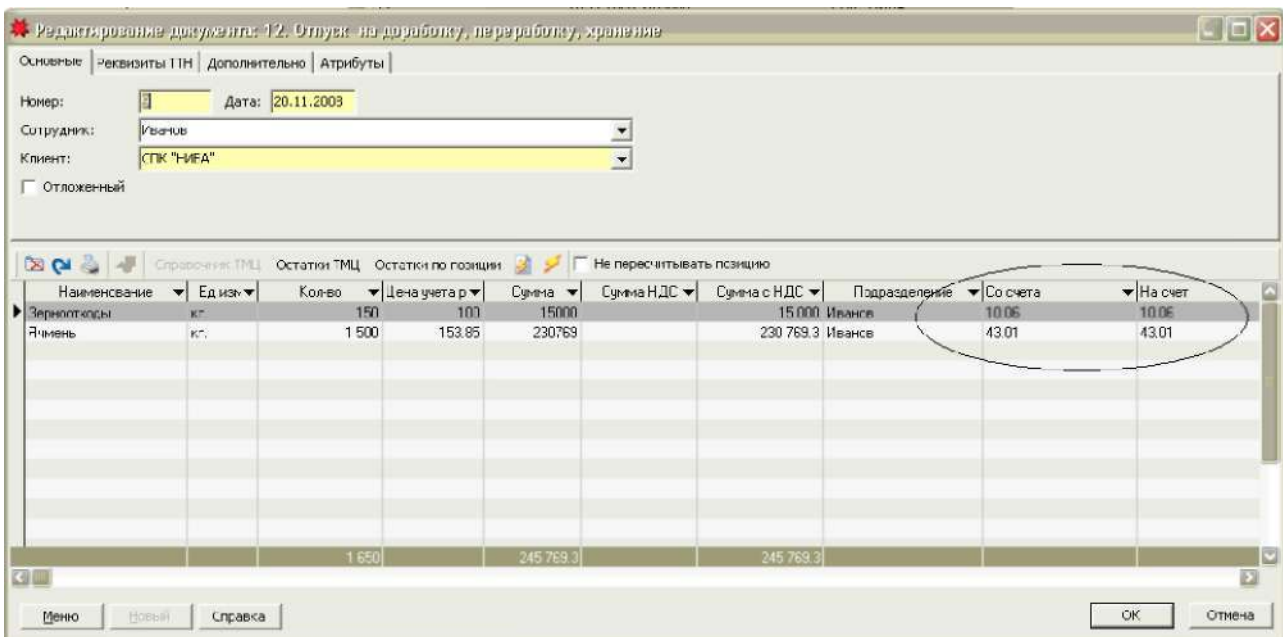 Редактирование документа: 12. Отпуск на доработку, переработку, хранение
Основные Реквизиты ТТН Дополнительно Атрибуты
Номер: Дата: 20.11.2008
Сотрудник: Иванов
Клиент: СПК "НИВА"
Отложенный
Справочник ТМЦ Остатки ТМЦ Остатки по позиции Не пересчитывать позицию
Наименование Ед изм Кол-во Цена учета р Сумма Сумма НДС Сумма с НДС Подразделение Со счета На счет
Зерноотходы кг. 150 100 15000 15 000 Иванов 10.06 10.06
Ячмень кг. 1 500 153.85 230769 230 769.3 Иванов 43.01 43.01
1 650 245 769.3 245 769.3
Меню Новый Справка ОК Отмена